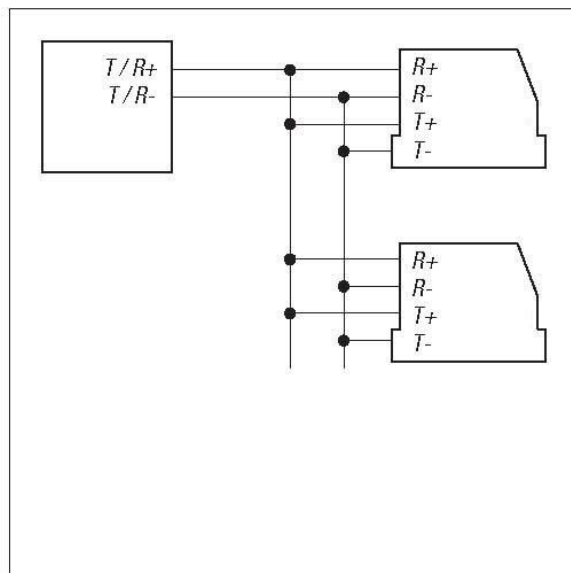 T/R+
T/R-
R+
R-
T+
T-
R+
R-
T+
T-